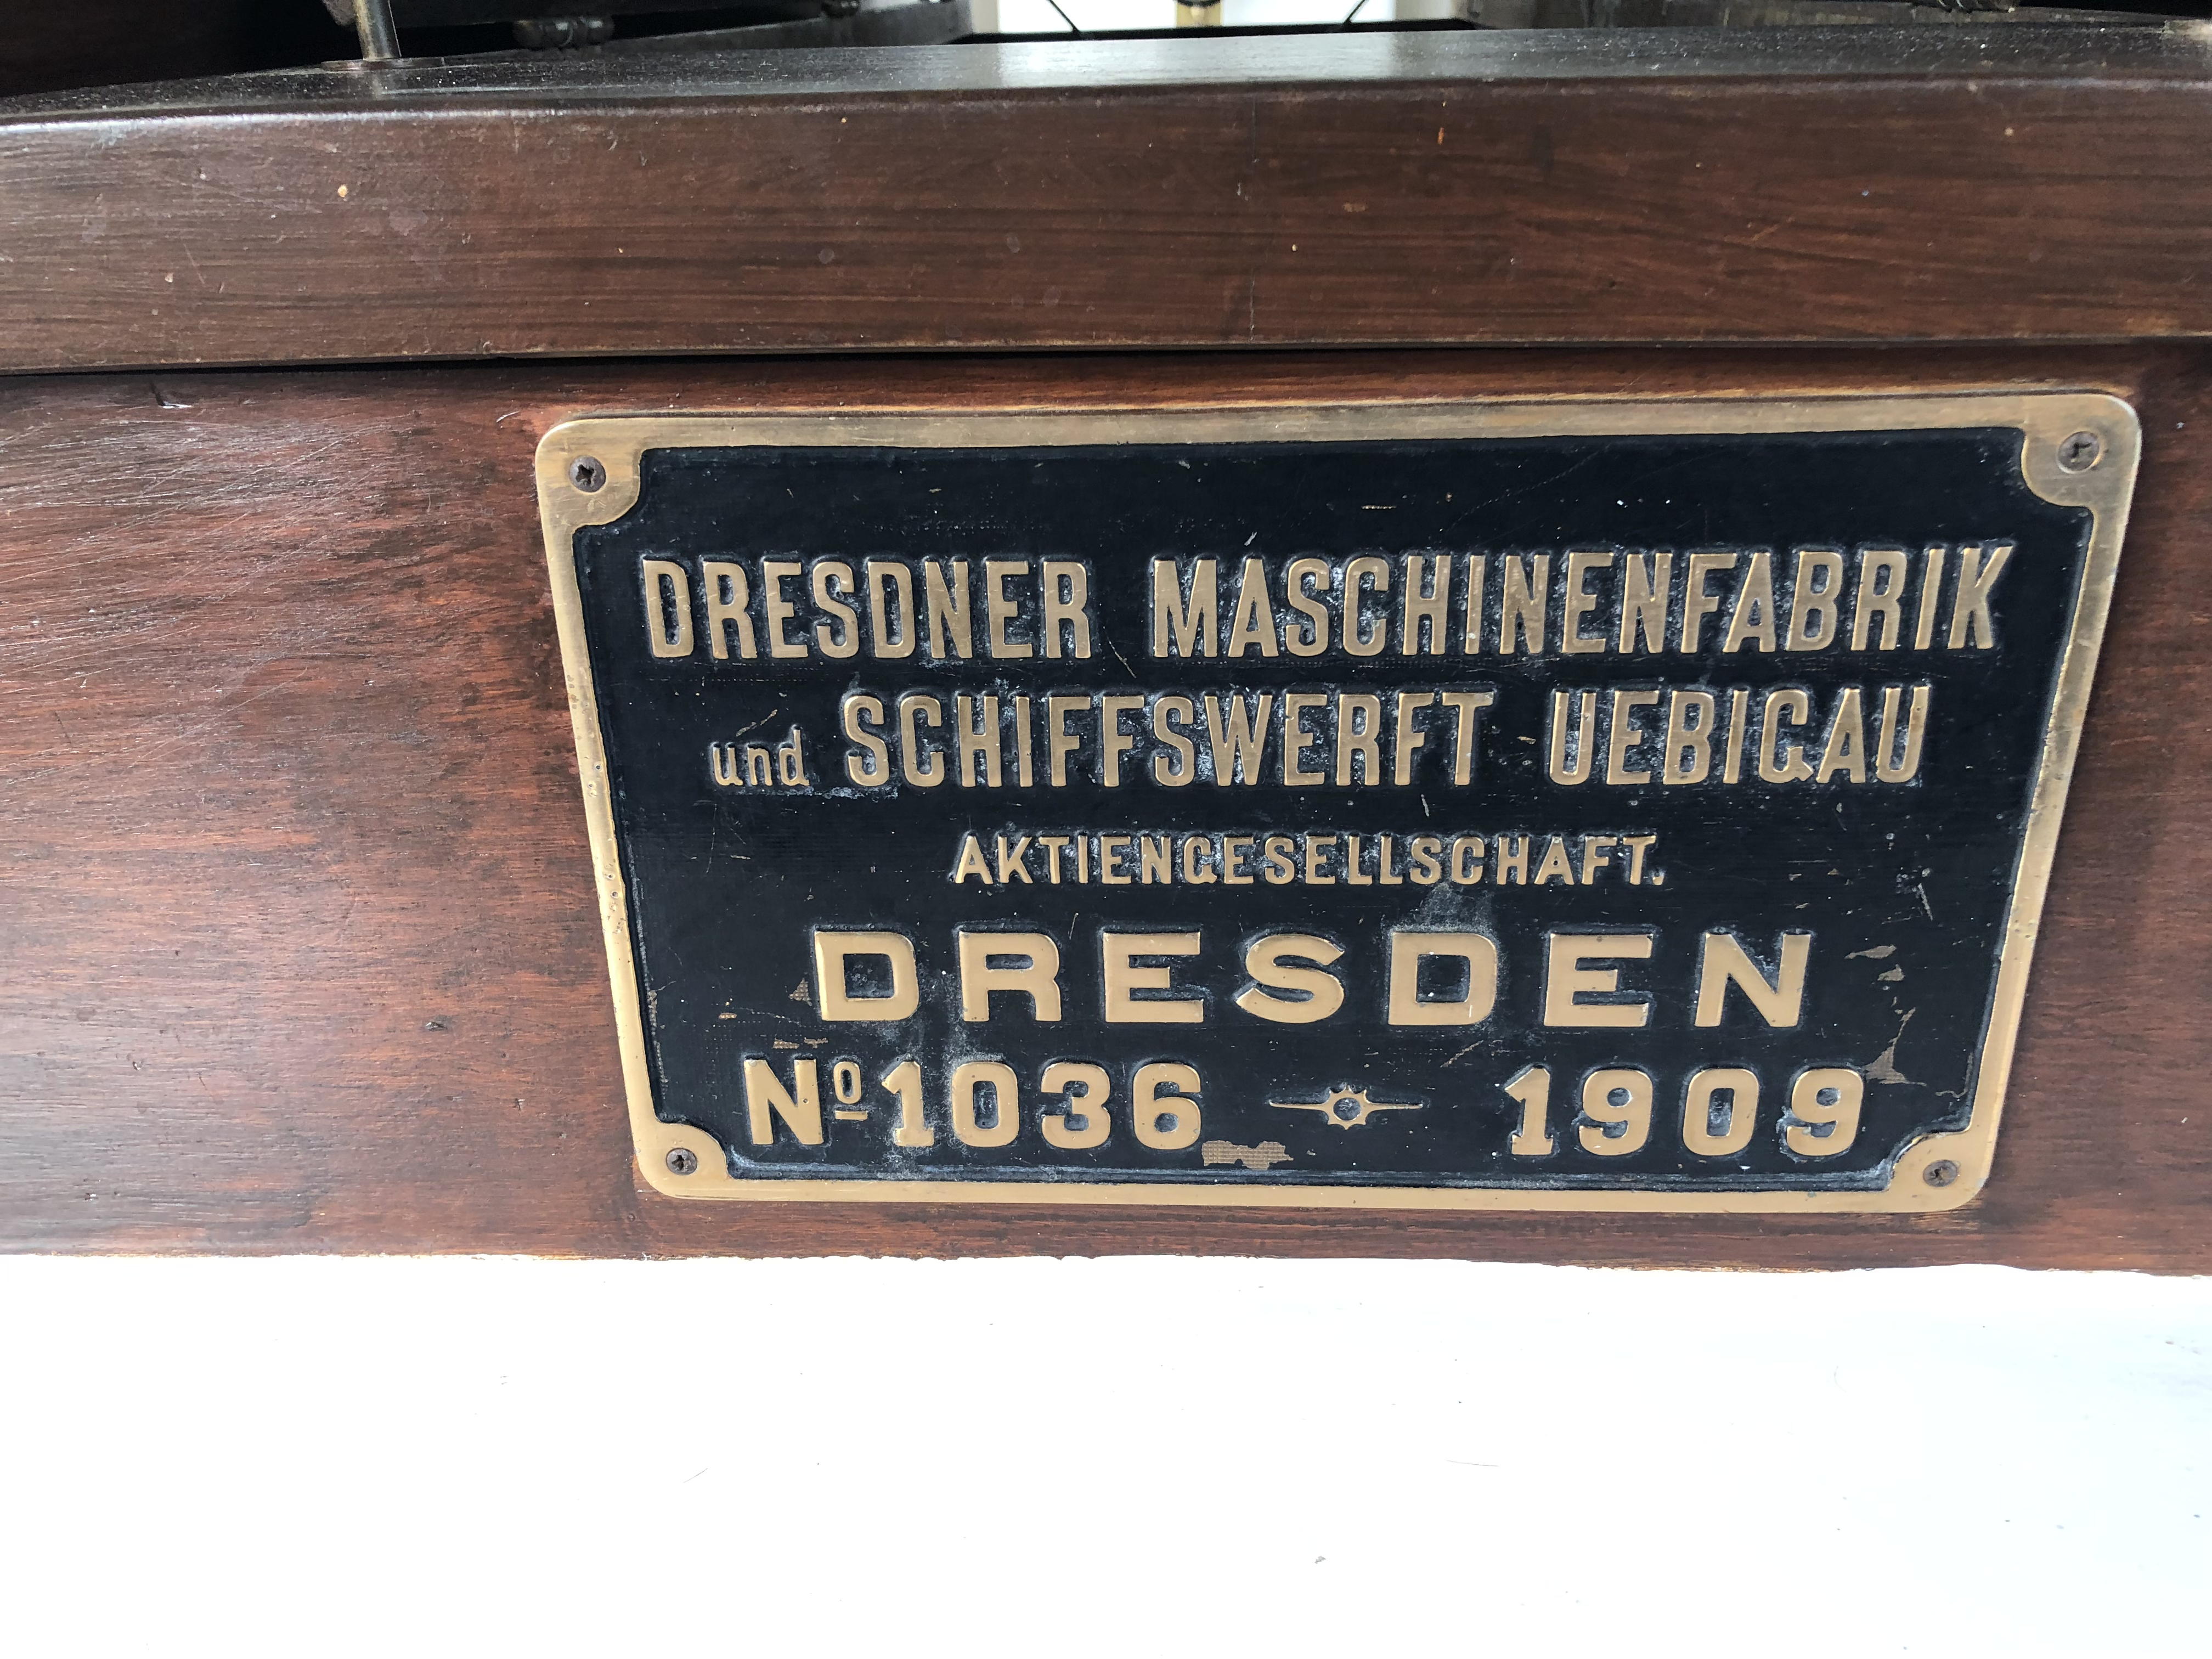 DRESDNER MASCHINENFABRIK
und SCHIFFSWERFT UEBIGAU
AKTIENGESELLSCHAFT.
DRESDEN
Nº 1036 1909